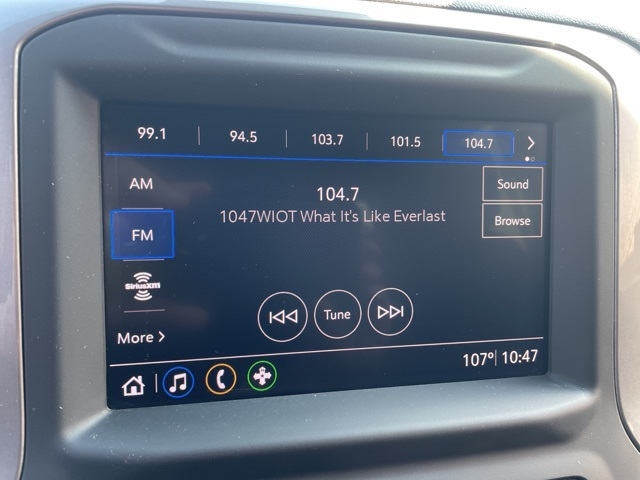 99.1 94.5 103.7 101.5 104.7
AM
FM
SiriusXM
More
104.7
1047WIOT What It's Like Everlast
Sound
Browse
Tune
107° 10:47